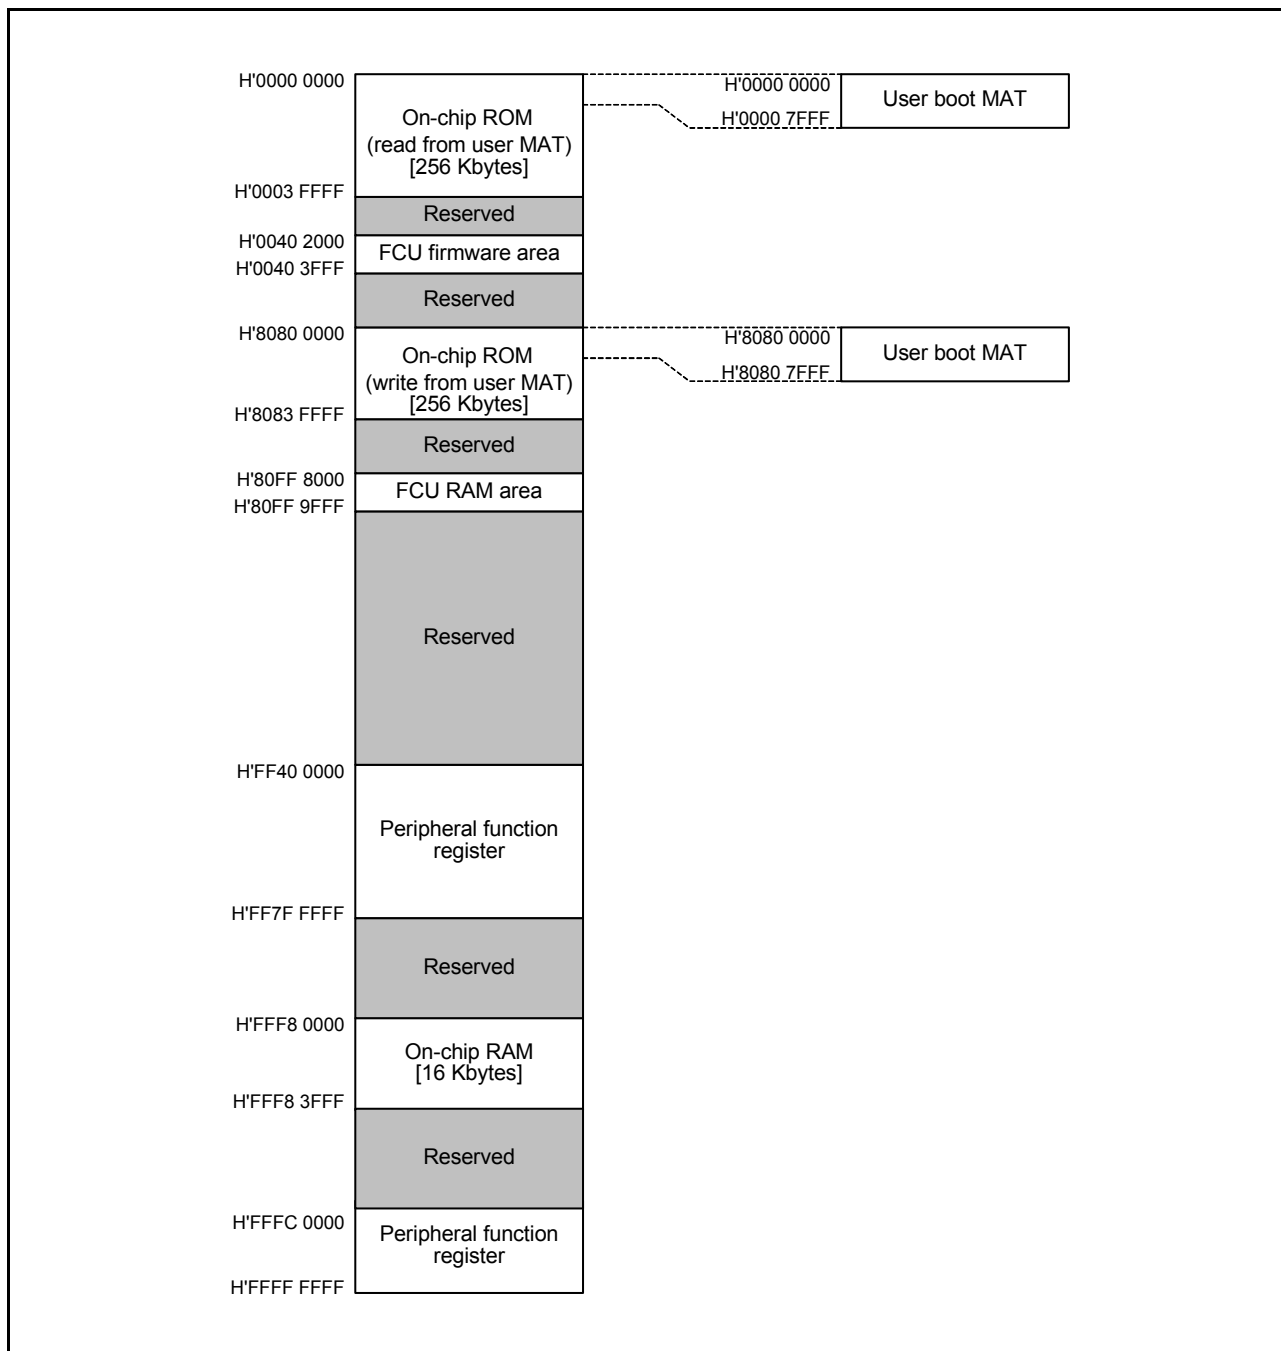 H'0000 0000
On-chip ROM
(read from user MAT)
[256 Kbytes]
H'0003 FFFF
H'0000 0000
H'0000 7FFF
User boot MAT
Reserved
H'0040 2000
FCU firmware area
H'0040 3FFF
Reserved
H'8080 0000
On-chip ROM
(write from user MAT)
[256 Kbytes]
H'8083 FFFF
H'8080 0000
H'8080 7FFF
User boot MAT
Reserved
H'80FF 8000
FCU RAM area
H'80FF 9FFF
Reserved
H'FF40 0000
Peripheral function
register
H'FF7F FFFF
Reserved
H'FFF8 0000
On-chip RAM
[16 Kbytes]
H'FFF8 3FFF
Reserved
H'FFFC 0000
Peripheral function
register
H'FFFF FFFF